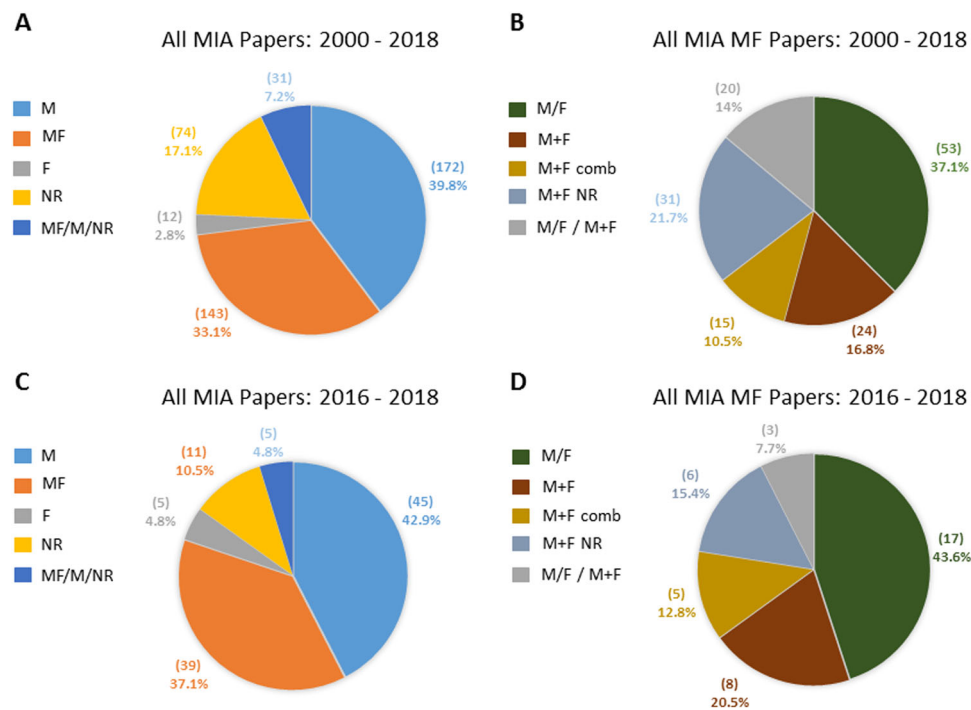 A
All MIA Papers: 2000 - 2018
M
MF
F
NR
MF/M/NR
(31)
7.2%
(74)
17.1%
(12)
2.8%
(143)
33.1%
(172)
39.8%
B
All MIA MF Papers: 2000 - 2018
M/F
M+F
M+F comb
M+F NR
M/F / M+F
(20)
14%
(31)
21.7%
(15)
10.5%
(24)
16.8%
(53)
37.1%
C
All MIA Papers: 2016 - 2018
M
MF
F
NR
MF/M/NR
(5)
4.8%
(11)
10.5%
(5)
4.8%
(39)
37.1%
(45)
42.9%
D
All MIA MF Papers: 2016 - 2018
M/F
M+F
M+F comb
M+F NR
M/F / M+F
(3)
7.7%
(6)
15.4%
(5)
12.8%
(8)
20.5%
(17)
43.6%